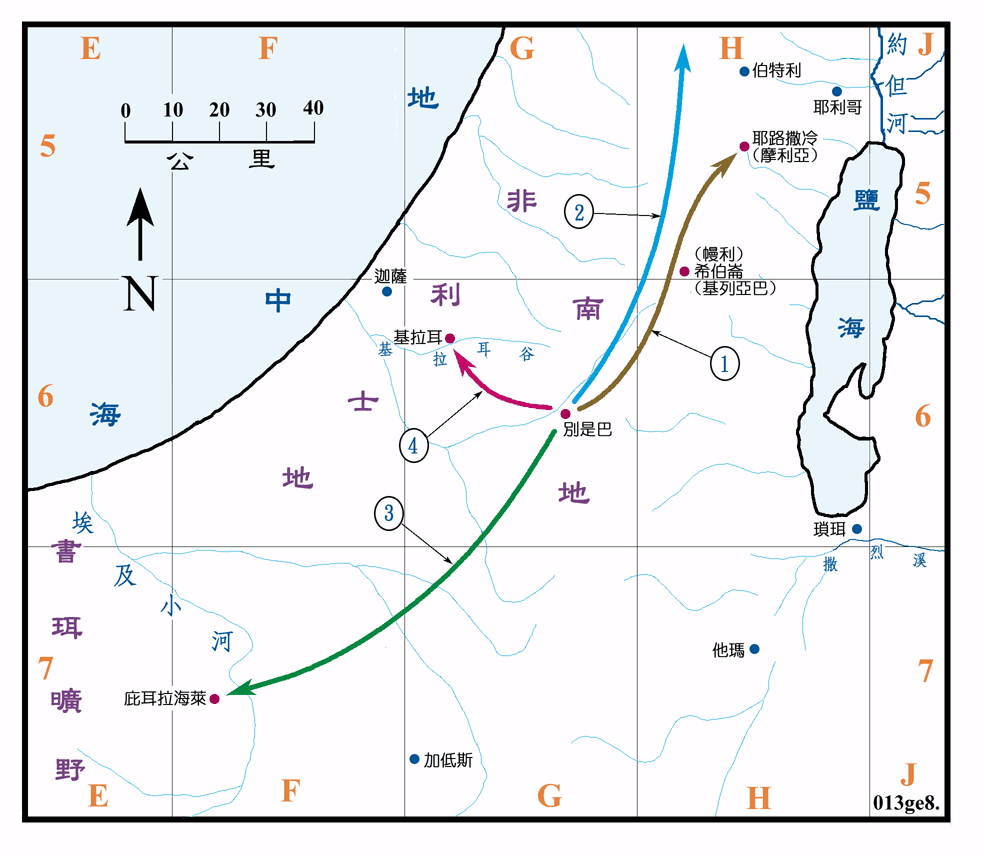 E
F
G
H
J
0 10 20 30 40
公里
5
5
6
6
7
7
N
地中海
約但河
伯特利
耶利哥
耶路撒冷
(摩利亞)
鹽海
非利士地
南地
(幔利)
希伯崙
(基列亞巴)
迦薩
基拉耳
基拉耳谷
別是巴
②
①
④
③
瑣珥
撒烈溪
埃及小河
書珥曠野
他瑪
庇耳拉海萊
加低斯
E
F
G
H
J
013ge8.